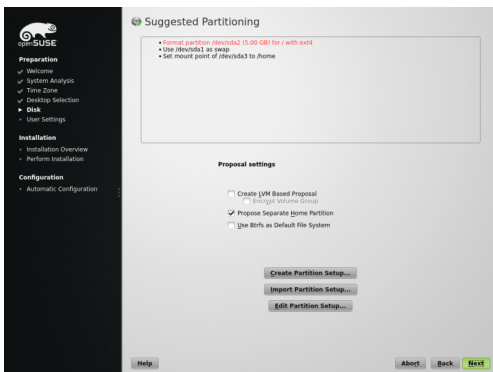 openSUSE
Preparation
Welcome
System Analysis
Time Zone
Desktop Selection
Disk
User Settings
Installation
Installation Overview
Perform Installation
Configuration
Automatic Configuration
Suggested Partitioning
Format partition /dev/sda2 (5.00 GB) for / with ext4
Use /dev/sda1 as swap
Set mount point of /dev/sda3 to /home
Proposal settings
Create LVM Based Proposal
Encrypt Volume Group
Propose Separate Home Partition
Use Btrfs as Default File System
Create Partition Setup...
Import Partition Setup...
Edit Partition Setup...
Help
Abort
Back
Next